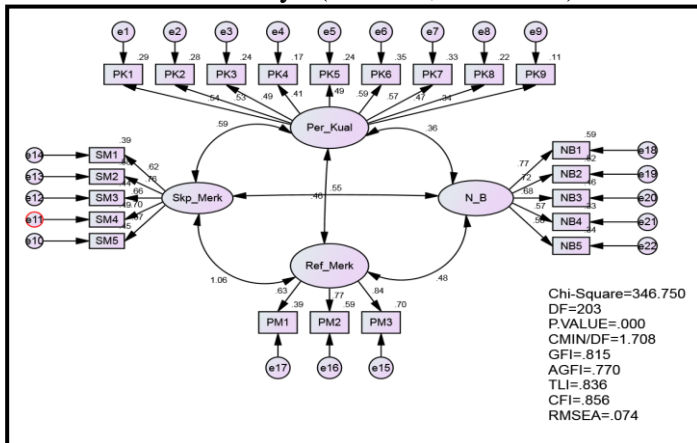 e1 e2 e3 e4 e5 e6 e7 e8 e9
.29 .28 .24 .17 .24 .35 .33 .22 .11
PK1 PK2 PK3 PK4 PK5 PK6 PK7 PK8 PK9
.54 .53 .49 .41 .49 .59 .57 .47 .34
Per_Kual
.59 .36
.39 .59
e14 SM1 .62 .77 NB1 e18
e13 SM2 .76 .72 NB2 e19
e12 SM3 .66 .68 NB3 e20
e11 SM4 .70 .57 NB4 e21
e10 SM5 NB5 e22
Skp_Merk .55 N_B
.46
Ref_Merk
1.06 .48
.63 .77 .84
PM1 .39 PM2 .59 PM3 .70
e17 e16 e15
Chi-Square=346.750
DF=203
P.VALUE=.000
CMIN/DF=1.708
GFI=.815
AGFI=.770
TLI=.836
CFI=.856
RMSEA=.074